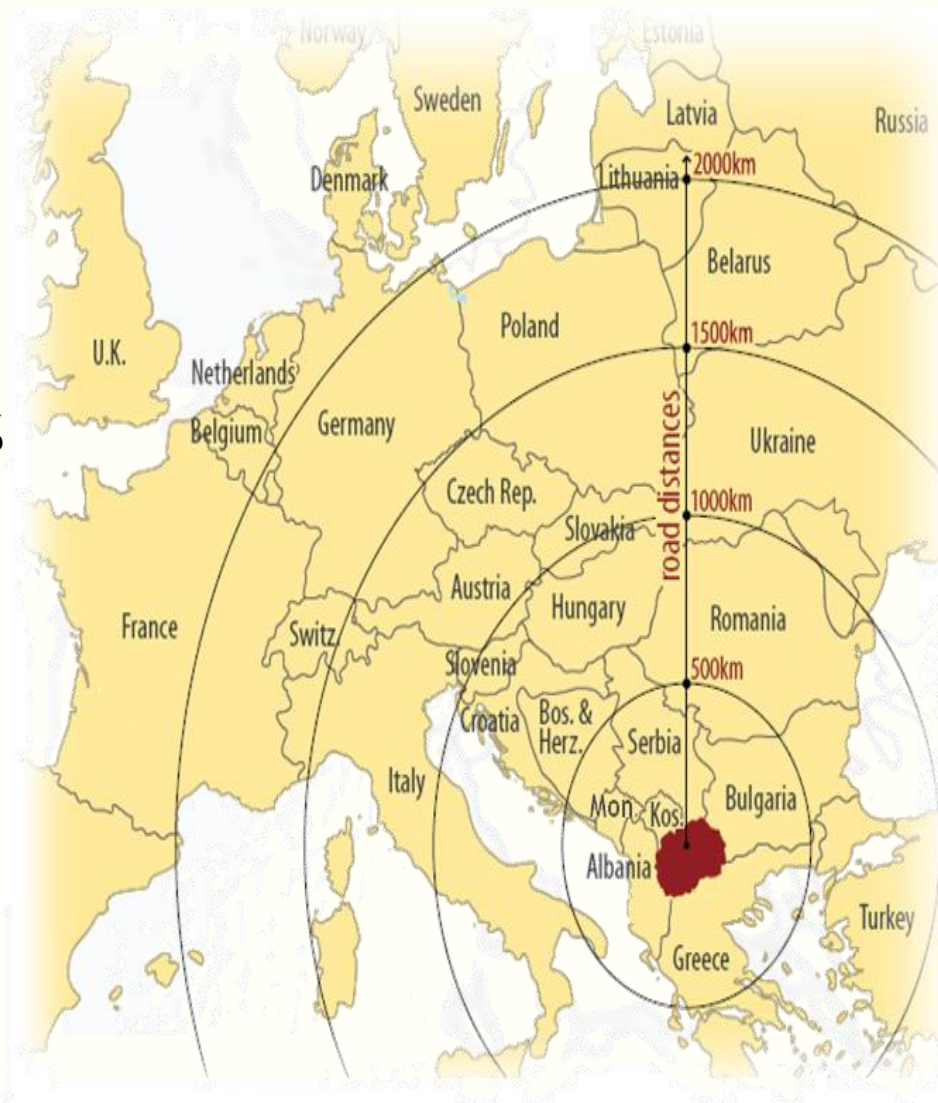 Norway
Estonia
Sweden
Latvia
Russia
2000km
Denmark
Lithuania
Belarus
Poland
1500km
U.K.
Netherlands
Belgium
Germany
road distances
Ukraine
Czech Rep.
1000km
Slovakia
Austria
Hungary
France
Switz.
Romania
Slovenia
500km
Croatia
Bos. &
Herz.
Serbia
Italy
Bulgaria
Mon.
Kos.
Albania
Turkey
Greece